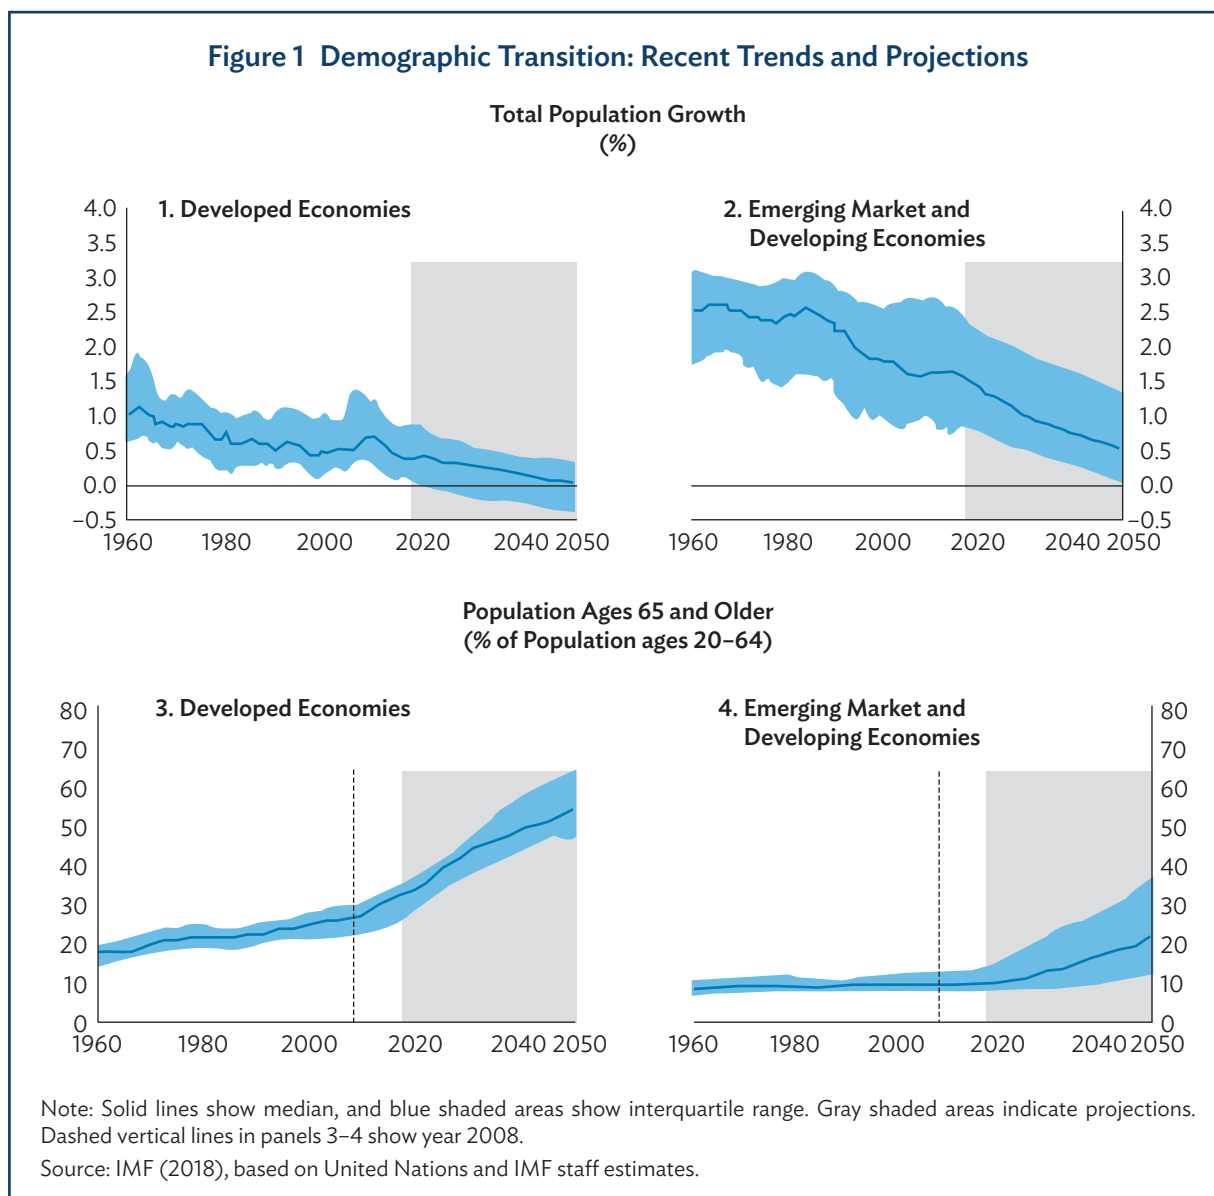 Figure 1 Demographic Transition: Recent Trends and Projections
Total Population Growth
(%)
1. Developed Economies
4.0
3.5
3.0
2.5
2.0
1.5
1.0
0.5
0.0
–0.5
1960 1980 2000 2020 2040 2050
2. Emerging Market and
Developing Economies
4.0
3.5
3.0
2.5
2.0
1.5
1.0
0.5
0.0
–0.5
1960 1980 2000 2020 2040 2050
Population Ages 65 and Older
(% of Population ages 20–64)
3. Developed Economies
80
70
60
50
40
30
20
10
0
1960 1980 2000 2020 2040 2050
4. Emerging Market and
Developing Economies
80
70
60
50
40
30
20
10
0
1960 1980 2000 2020 2040 2050
Note: Solid lines show median, and blue shaded areas show interquartile range. Gray shaded areas indicate projections.
Dashed vertical lines in panels 3–4 show year 2008.
Source: IMF (2018), based on United Nations and IMF staff estimates.